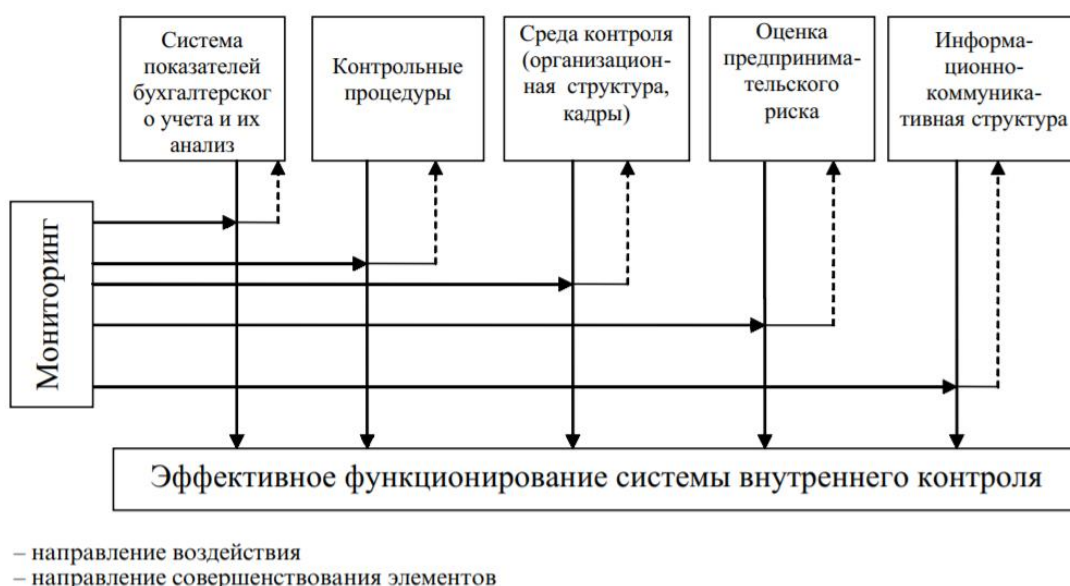 Система
показателей
бухгалтерског
о учета и их
анализ
Контрольные
процедуры
Среда контроля
(организацион-
ная структура,
кадры)
Оценка
предпринима-
тельского
риска
Информа-
ционно-
коммуника-
тивная структура
Мониторинг
Эффективное функционирование системы внутреннего контроля
– направление воздействия
– направление совершенствования элементов